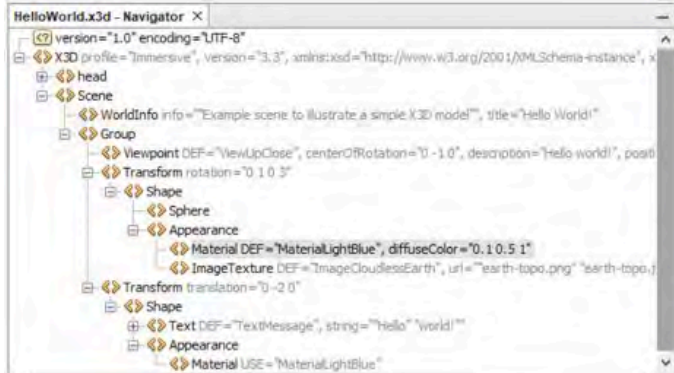 HelloWorld.x3d - Navigator ×
<?> version="1.0" encoding="UTF-8"
X3D profile="Immersive", version="3.3", xmlns:xsd="http://www.w3.org/2001/XMLSchema-instance", x
head
Scene
WorldInfo info=""Example scene to illustrate a simple X3D model"", title="Hello World!"
Group
Viewpoint DEF="ViewUpClose", centerOfRotation="0 -1 0", description="Hello world!", positi
Transform rotation="0 1 0 3"
Shape
Sphere
Appearance
Material DEF="MaterialLightBlue", diffuseColor="0.1 0.5 1"
ImageTexture DEF="ImageCloudlessEarth", url=""earth-topo.png" "earth-topo.j
Transform translation="0 -2 0"
Shape
Text DEF="TextMessage", string=""Hello" "world!""
Appearance
Material USE="MaterialLightBlue"